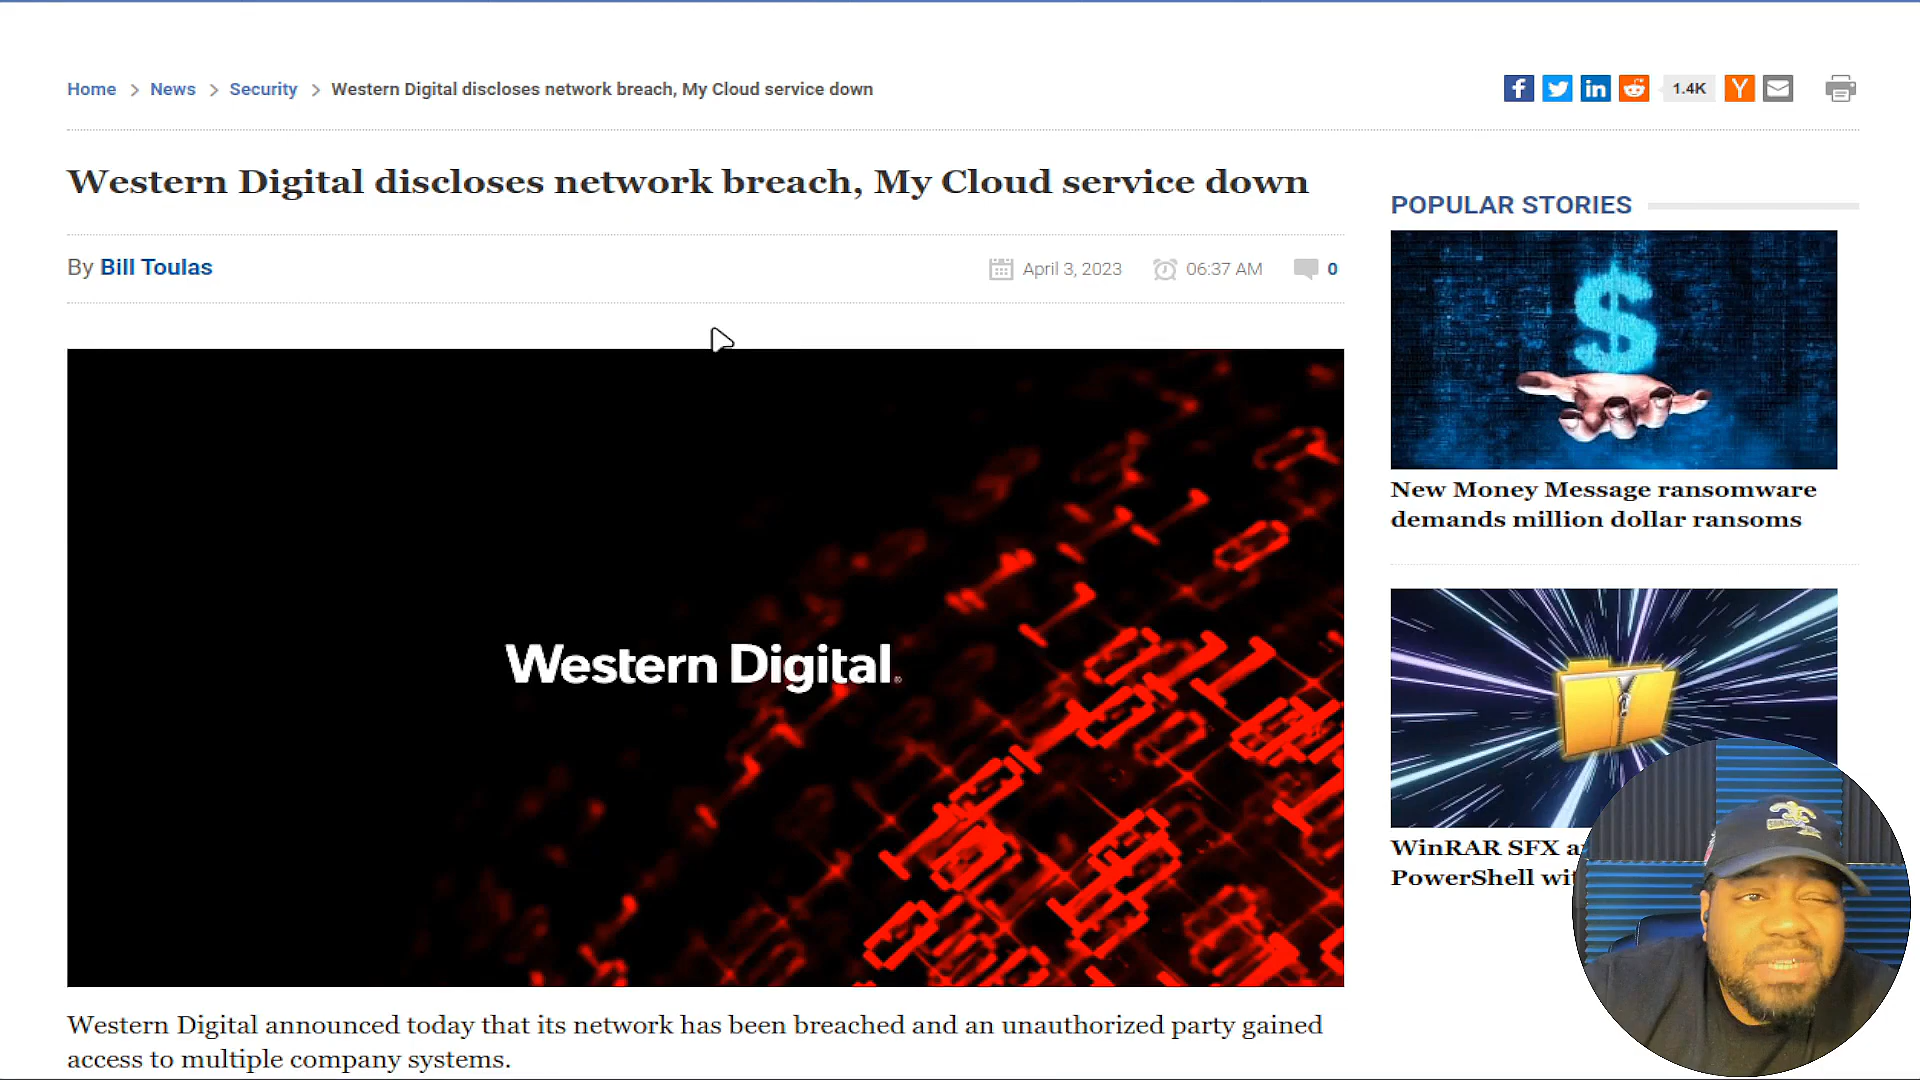 Home > News > Security > Western Digital discloses network breach, My Cloud service down
1.4K
Western Digital discloses network breach, My Cloud service down
By Bill Toulas
April 3, 2023
06:37 AM
0
Western Digital
Western Digital announced today that its network has been breached and an unauthorized party gained
access to multiple company systems.
POPULAR STORIES
New Money Message ransomware
demands million dollar ransoms
WinRAR SFX
PowerShell